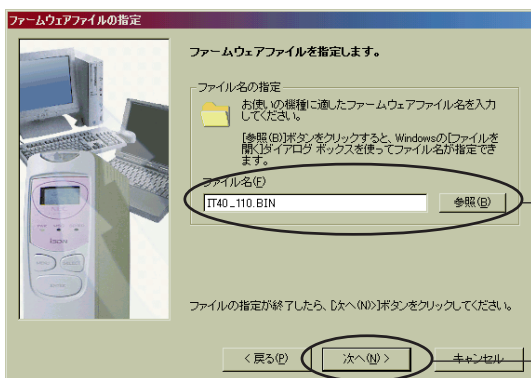 ファームウェアファイルの指定
ファームウェアファイルを指定します。
ファイル名の指定
お使いの機種に適したファームウェアファイル名を入力
してください。
[参照(B)]ボタンをクリックすると、Windowsの[ファイルを
開く]ダイアログ ボックスを使ってファイル名が指定でき
ます。
ファイル名(F)
IT40_110.BIN
参照(B)
ファイルの指定が終了したら、[次へ(N)>]ボタンをクリックしてください。
< 戻る(P)
次へ(N) >
キャンセル